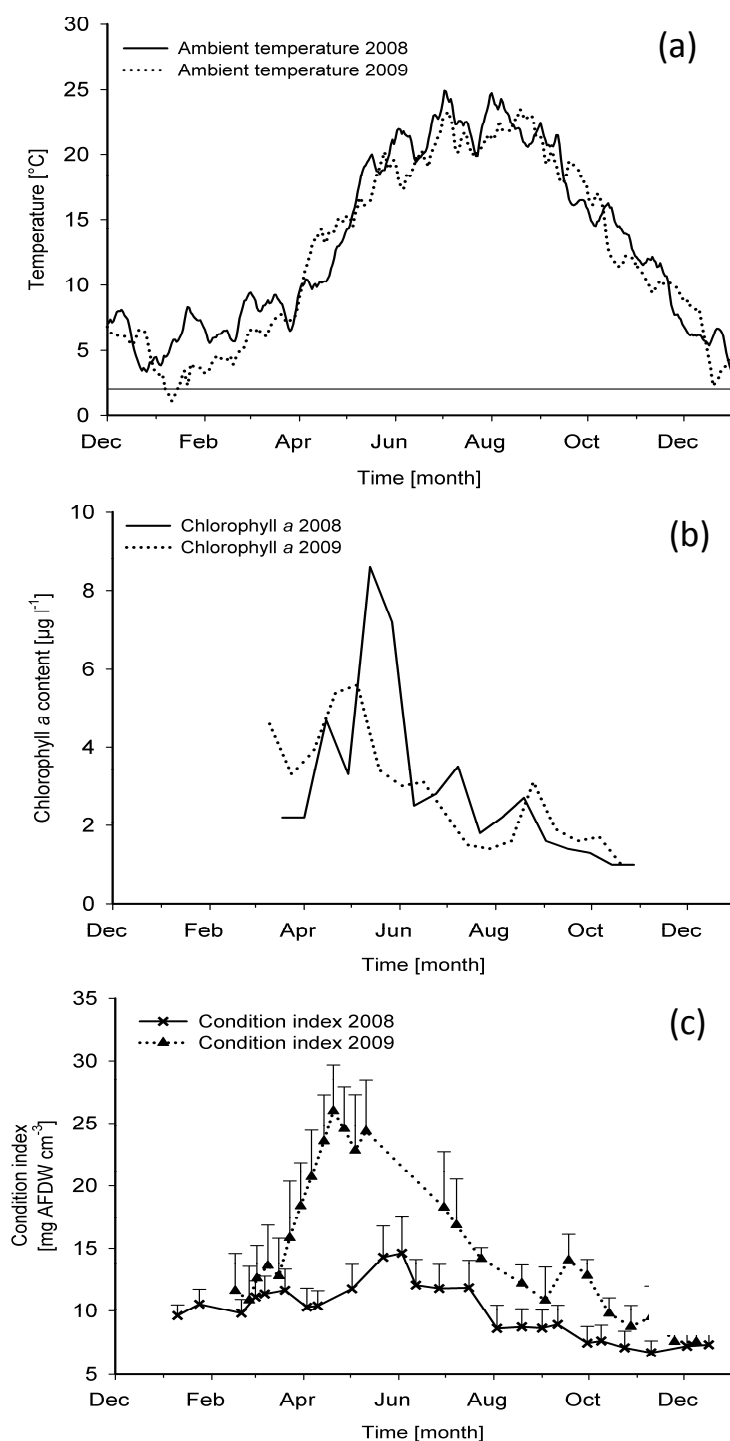 (a)
Ambient temperature 2008
Ambient temperature 2009
Temperature [°C]
30
25
20
15
10
5
0
Dec Feb Apr Jun Aug Oct Dec
Time [month]
(b)
Chlorophyll a 2008
Chlorophyll a 2009
Chlorophyll a content [µg l⁻¹]
10
8
6
4
2
0
Dec Feb Apr Jun Aug Oct Dec
Time [month]
(c)
Condition index 2008
Condition index 2009
Condition index
[mg AFDW cm⁻³]
35
30
25
20
15
10
5
Dec Feb Apr Jun Aug Oct Dec
Time [month]